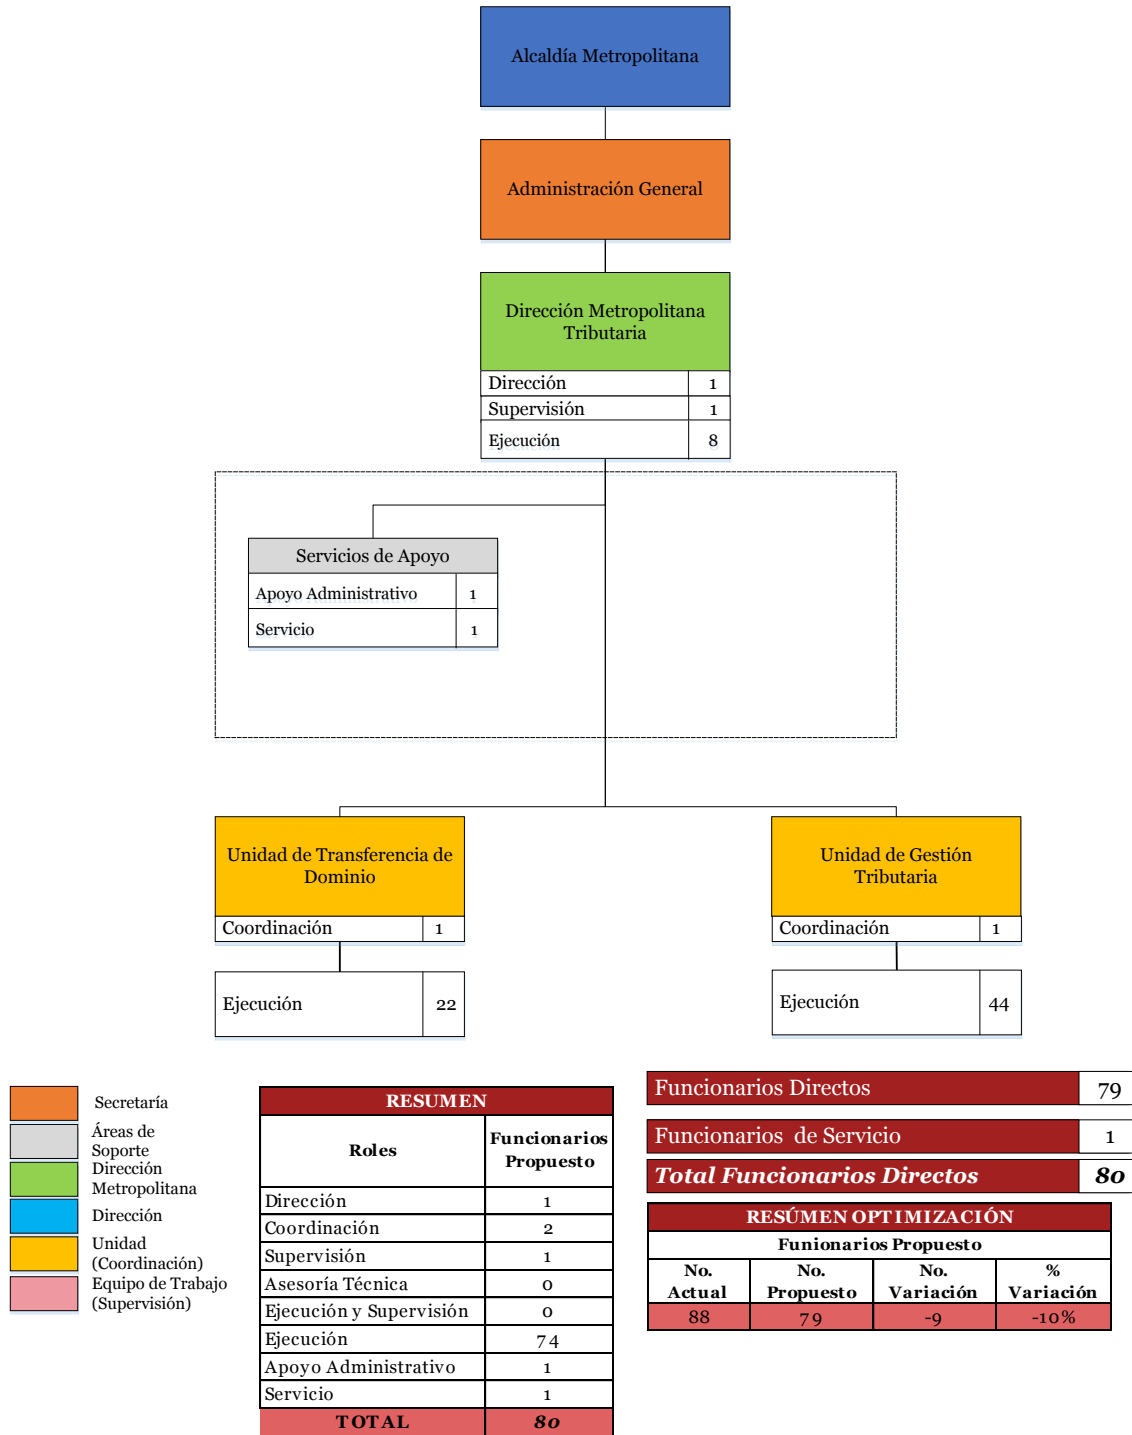 Alcaldía Metropolitana
Administración General
Dirección Metropolitana
Tributaria
Dirección 1
Supervisión 1
Ejecución 8
Servicios de Apoyo
Apoyo Administrativo 1
Servicio 1
Unidad de Transferencia de
Dominio
Coordinación 1
Ejecución 22
Unidad de Gestión
Tributaria
Coordinación 1
Ejecución 44
Secretaría
Áreas de
Soporte
Dirección
Metropolitana
Dirección
Unidad
(Coordinación)
Equipo de Trabajo
(Supervisión)
RESUMEN
Roles
Funcionarios
Propuesto
Dirección 1
Coordinación 2
Supervisión 1
Asesoría Técnica 0
Ejecución y Supervisión 0
Ejecución 74
Apoyo Administrativo 1
Servicio 1
TOTAL 80
Funcionarios Directos 79
Funcionarios de Servicio 1
Total Funcionarios Directos 80
RESÚMEN OPTIMIZACIÓN
Funionarios Propuesto
No.
Actual
No.
Propuesto
No.
Variación
%
Variación
88 79 -9 -10%